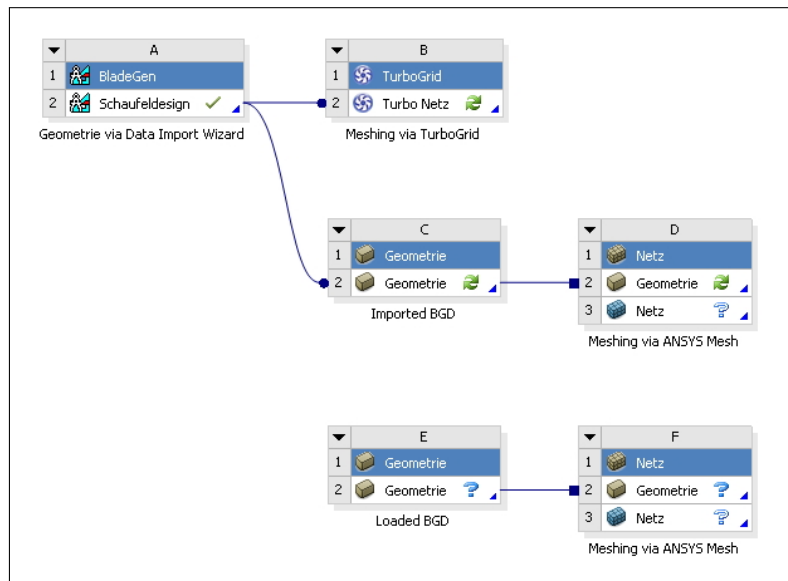 A
1 BladeGen
2 Schaufeldesign
Geometrie via Data Import Wizard
B
1 TurboGrid
2 Turbo Netz
Meshing via TurboGrid
C
1 Geometrie
2 Geometrie
Imported BGD
D
1 Netz
2 Geometrie
3 Netz
Meshing via ANSYS Mesh
E
1 Geometrie
2 Geometrie
Loaded BGD
F
1 Netz
2 Geometrie
3 Netz
Meshing via ANSYS Mesh